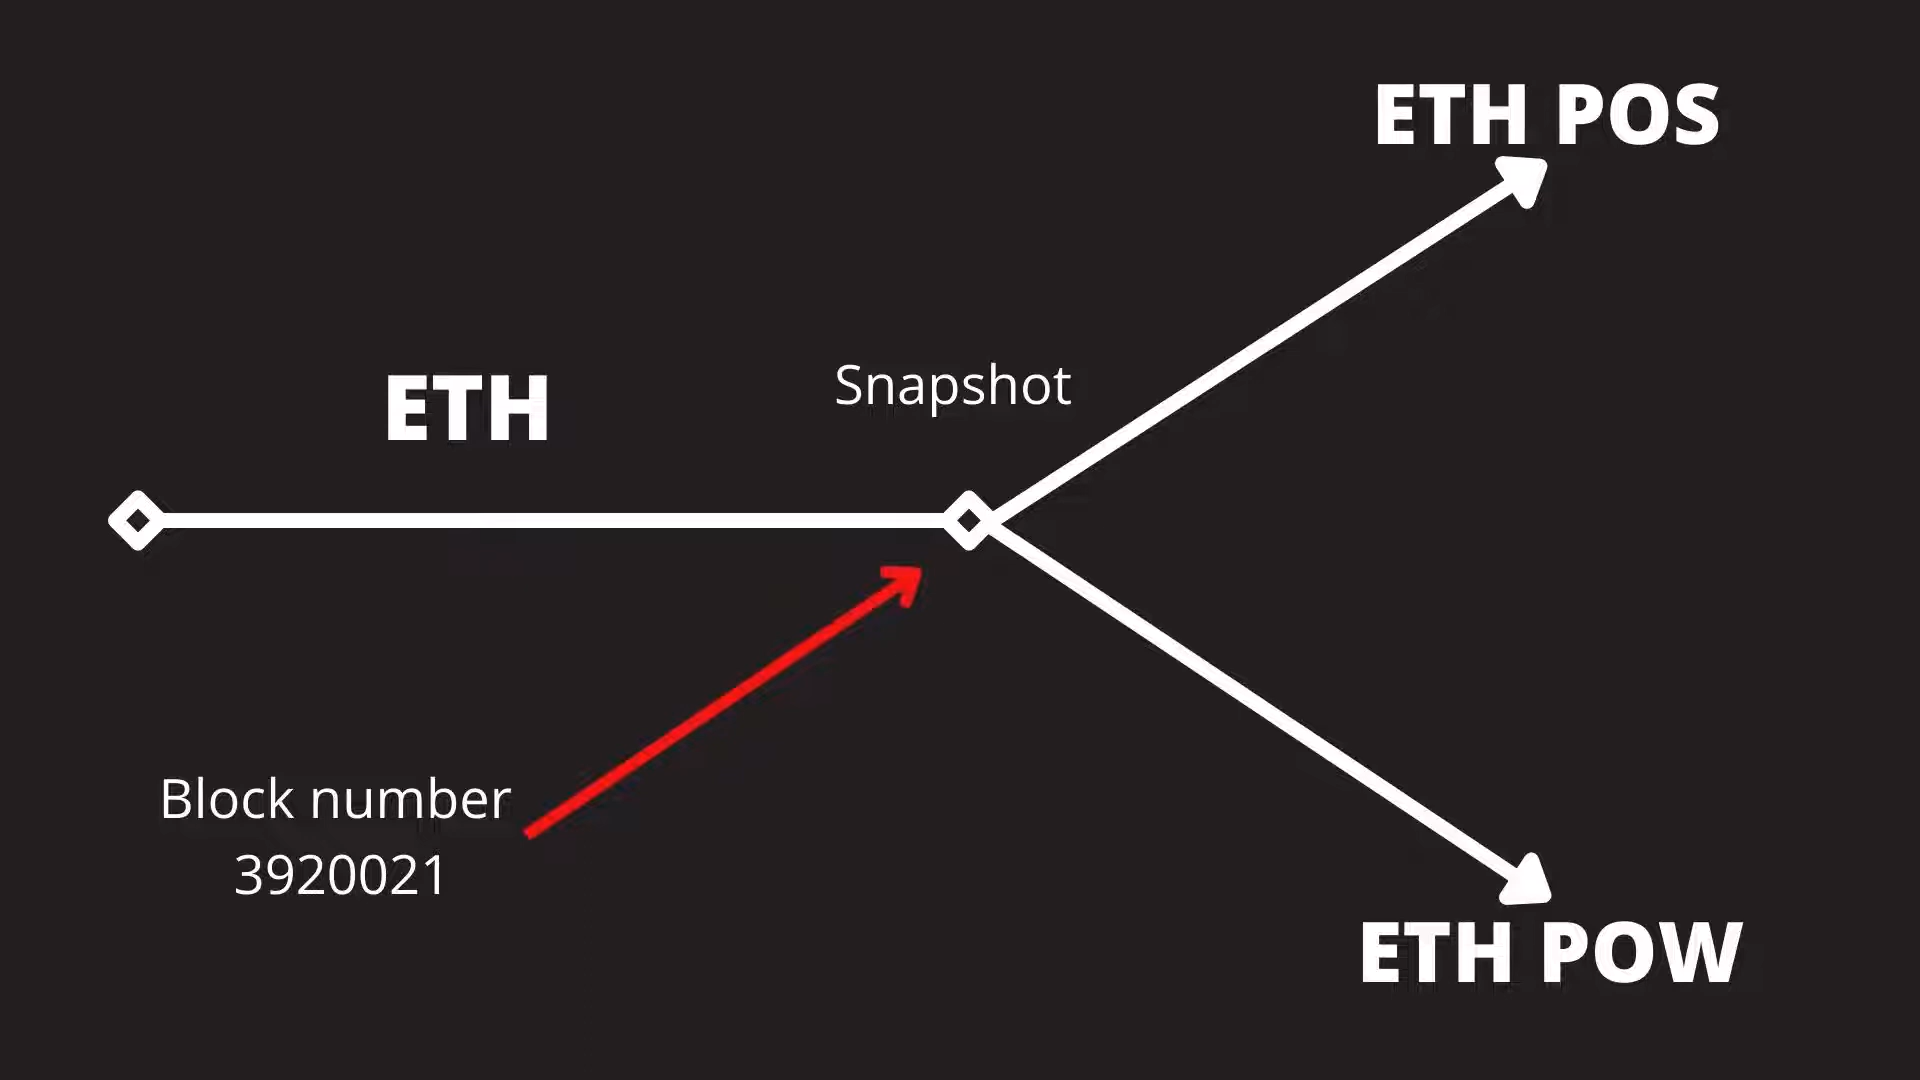 ETH POS
ETH
Snapshot
Block number
3920021
ETH POW